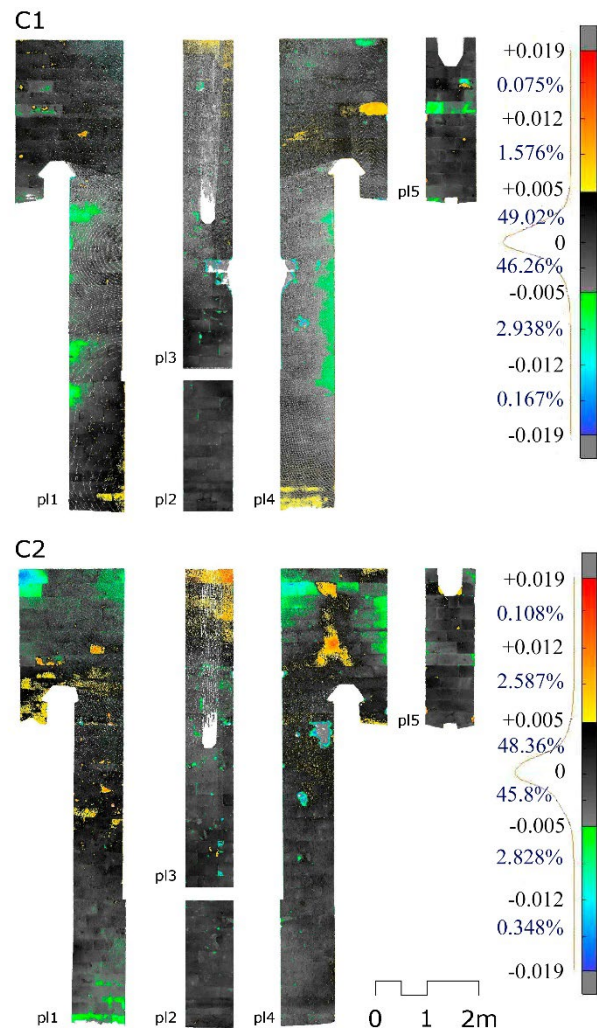 C1
pl1
pl3
pl2
pl4
pl5
+0.019
0.075%
+0.012
1.576%
+0.005
49.02%
0
46.26%
-0.005
2.938%
-0.012
0.167%
-0.019
C2
pl1
pl3
pl2
pl4
pl5
+0.019
0.108%
+0.012
2.587%
+0.005
48.36%
0
45.8%
-0.005
2.828%
-0.012
0.348%
-0.019
0 1 2m